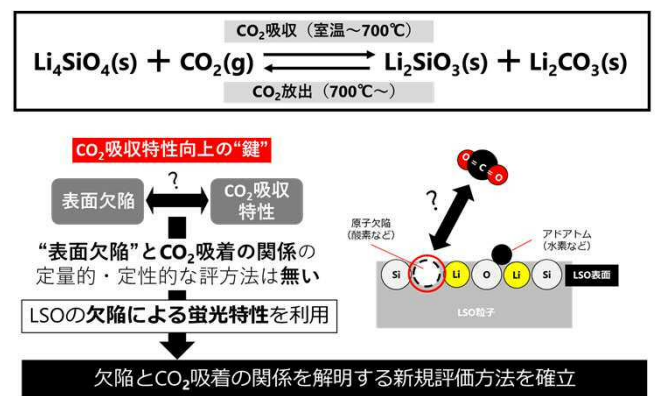 CO₂吸収（室温～700℃）
Li₄SiO₄(s) + CO₂(g) Li₂SiO₃(s) + Li₂CO₃(s)
CO₂放出（700℃～）
CO₂吸収特性向上の“鍵”
表面欠陥
?
CO₂吸収
特性
“表面欠陥”とCO₂吸着の関係の
定量的・定性的な評方法は無い
LSOの欠陥による蛍光特性を利用
O=C=O
?
原子欠陥
（酸素など）
アドアトム
（水素など）
Si Li O Li Si
LSO表面
LSO粒子
欠陥とCO₂吸着の関係を解明する新規評価方法を確立